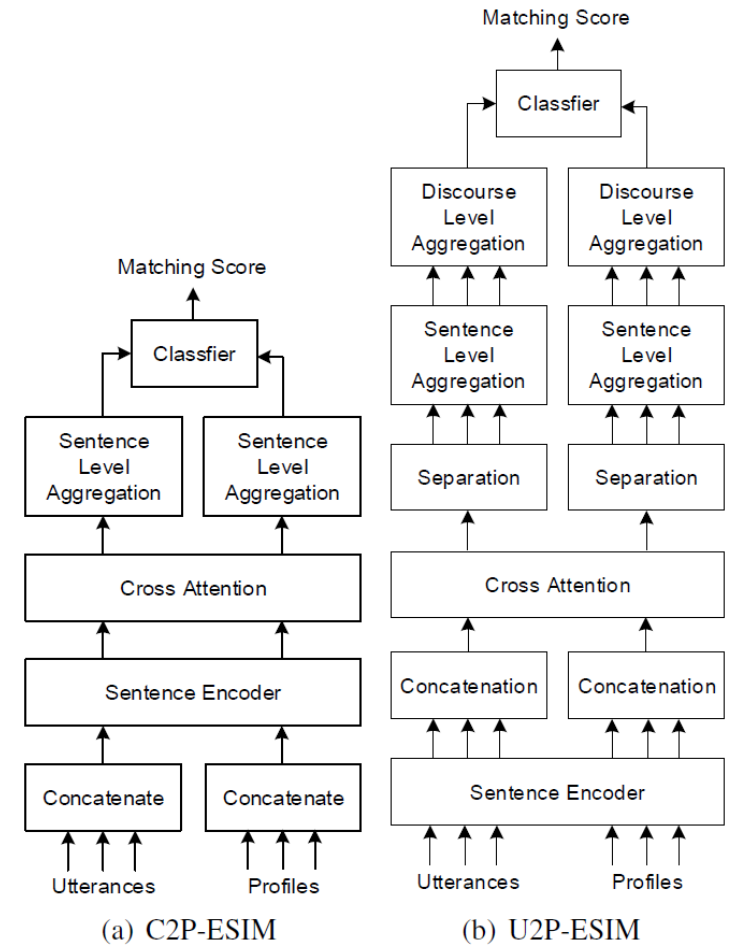 Matching Score
Classfier
Sentence
Level
Aggregation
Sentence
Level
Aggregation
Cross Attention
Sentence Encoder
Concatenate
Concatenate
Utterances
Profiles
(a) C2P-ESIM
Matching Score
Classfier
Discourse
Level
Aggregation
Discourse
Level
Aggregation
Sentence
Level
Aggregation
Sentence
Level
Aggregation
Separation
Separation
Cross Attention
Concatenation
Concatenation
Sentence Encoder
Utterances
Profiles
(b) U2P-ESIM